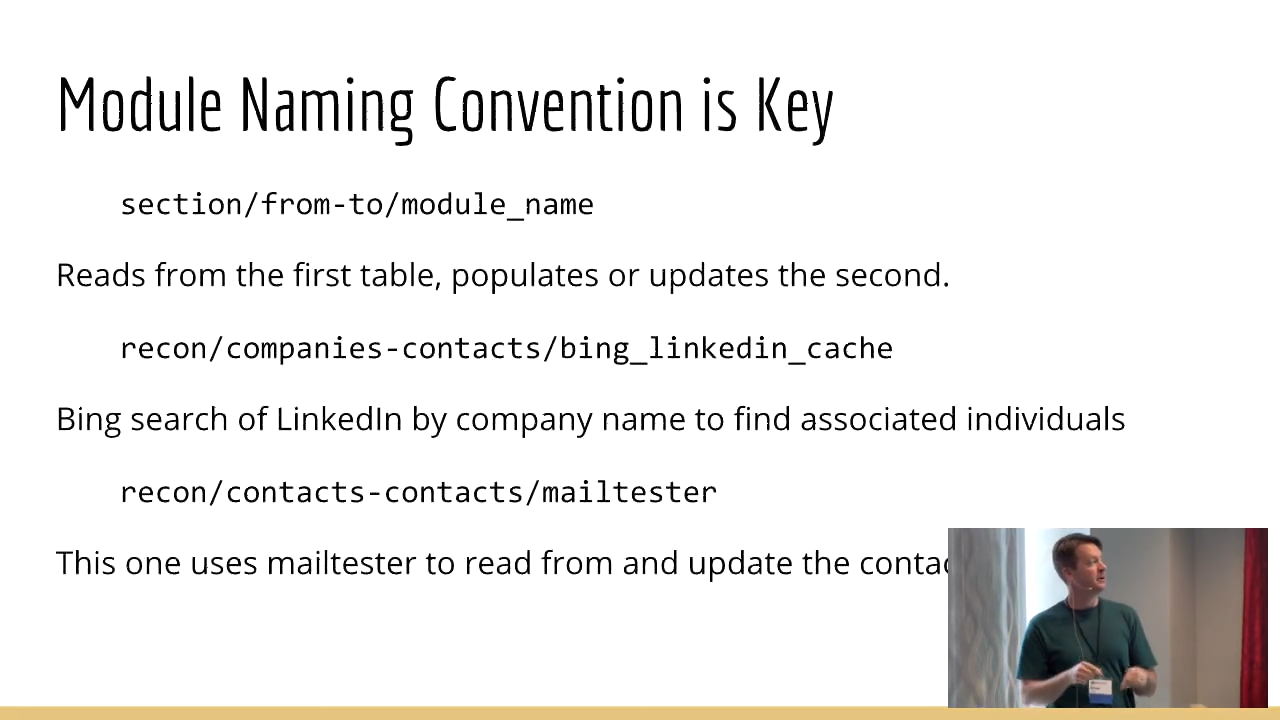 Module Naming Convention is Key
section/from-to/module_name
Reads from the first table, populates or updates the second.
recon/companies-contacts/bing_linkedin_cache
Bing search of LinkedIn by company name to find associated individuals
recon/contacts-contacts/mailtester
This one uses mailtester to read from and update the